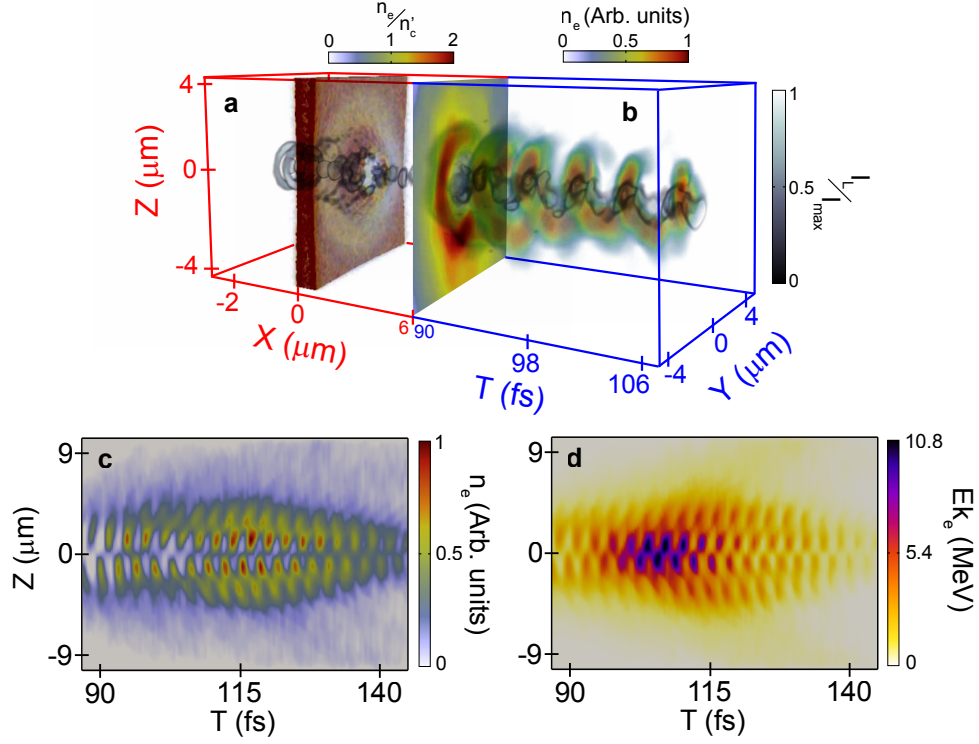 n_e/n'_c
n_e (Arb. units)
0 2
0 0.5 1
4
0
-4
Z (μm)
a
b
1
0.5
0
I_L/I_max
-2
0
6
X (μm)
90
98
106
T (fs)
-4
0
4
Y (μm)
c
9
0
-9
Z (μm)
90 115 140
T (fs)
1
0.5
0
n_e (Arb. units)
d
9
0
-9
90 115 140
T (fs)
10.8
5.4
0
Ek_e (MeV)